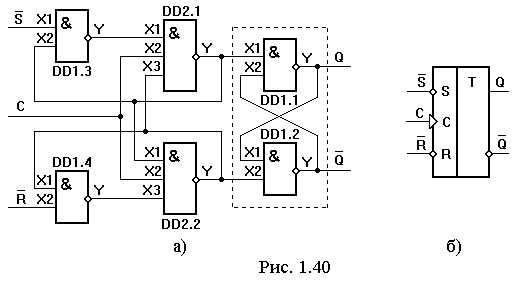 DD2.1
S̅ X1 & Y X1 & Y X1 & Y Q
X2 X2 X2
DD1.3 X3 DD1.1
C
DD1.4 DD1.2
X1 & Y X1 & Y X1 & Y Q̅
R̅ X2 X2 X2
X3
DD2.2
S̅ S T Q
C C
R̅ R Q̅
а) б)
Рис. 1.40